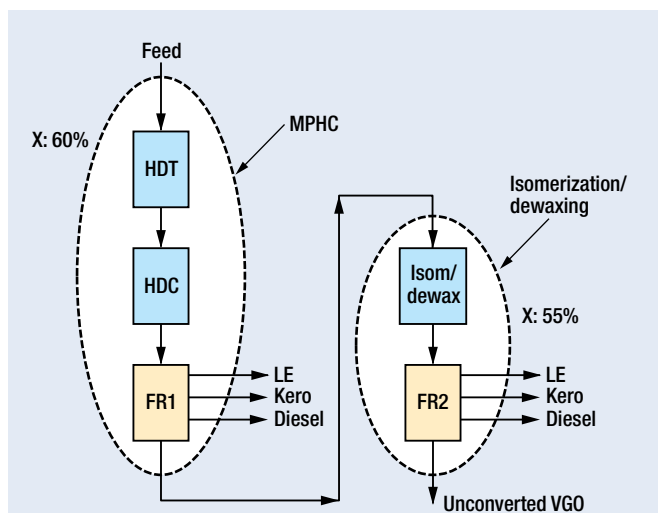 Feed
X: 60%
MPHC
HDT
HDC
FR1
LE
Kero
Diesel
Isomerization/
dewaxing
Isom/
dewax
X: 55%
FR2
LE
Kero
Diesel
Unconverted VGO